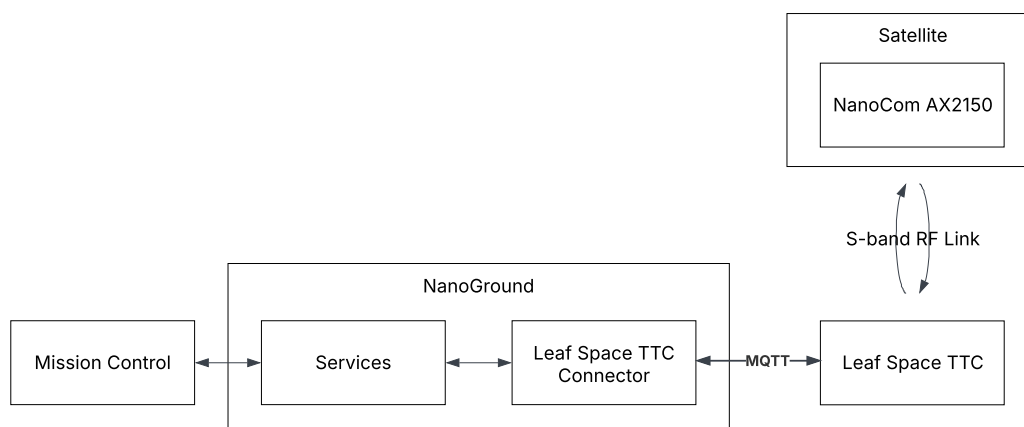 Satellite
NanoCom AX2150
S-band RF Link
NanoGround
Mission Control
Services
Leaf Space TTC
Connector
MQTT
Leaf Space TTC